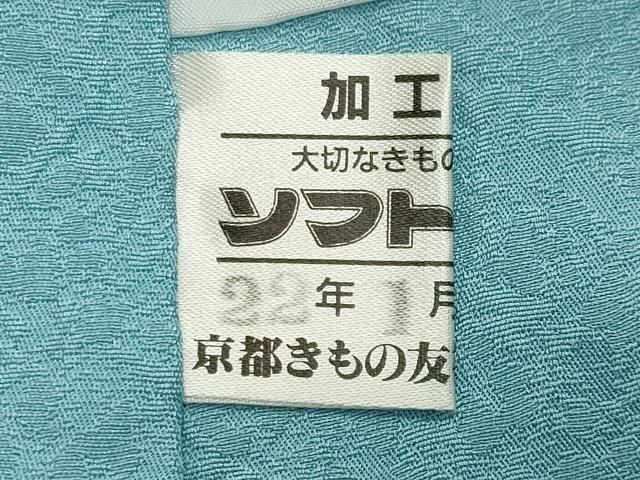 加工
大切なきもの
ソフト
22年 1月
京都きもの友